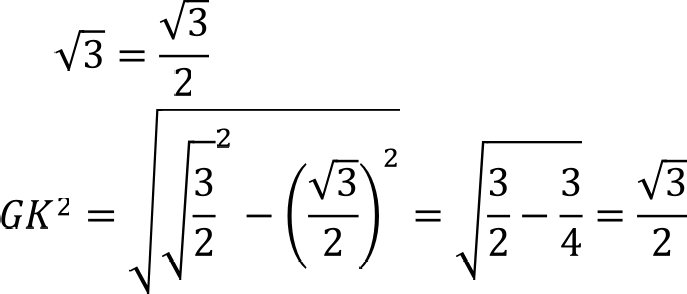 √3 = √3/2
GK² = √(√(3/2)² − (√3/2)²) = √(3/2 − 3/4) = √3/2